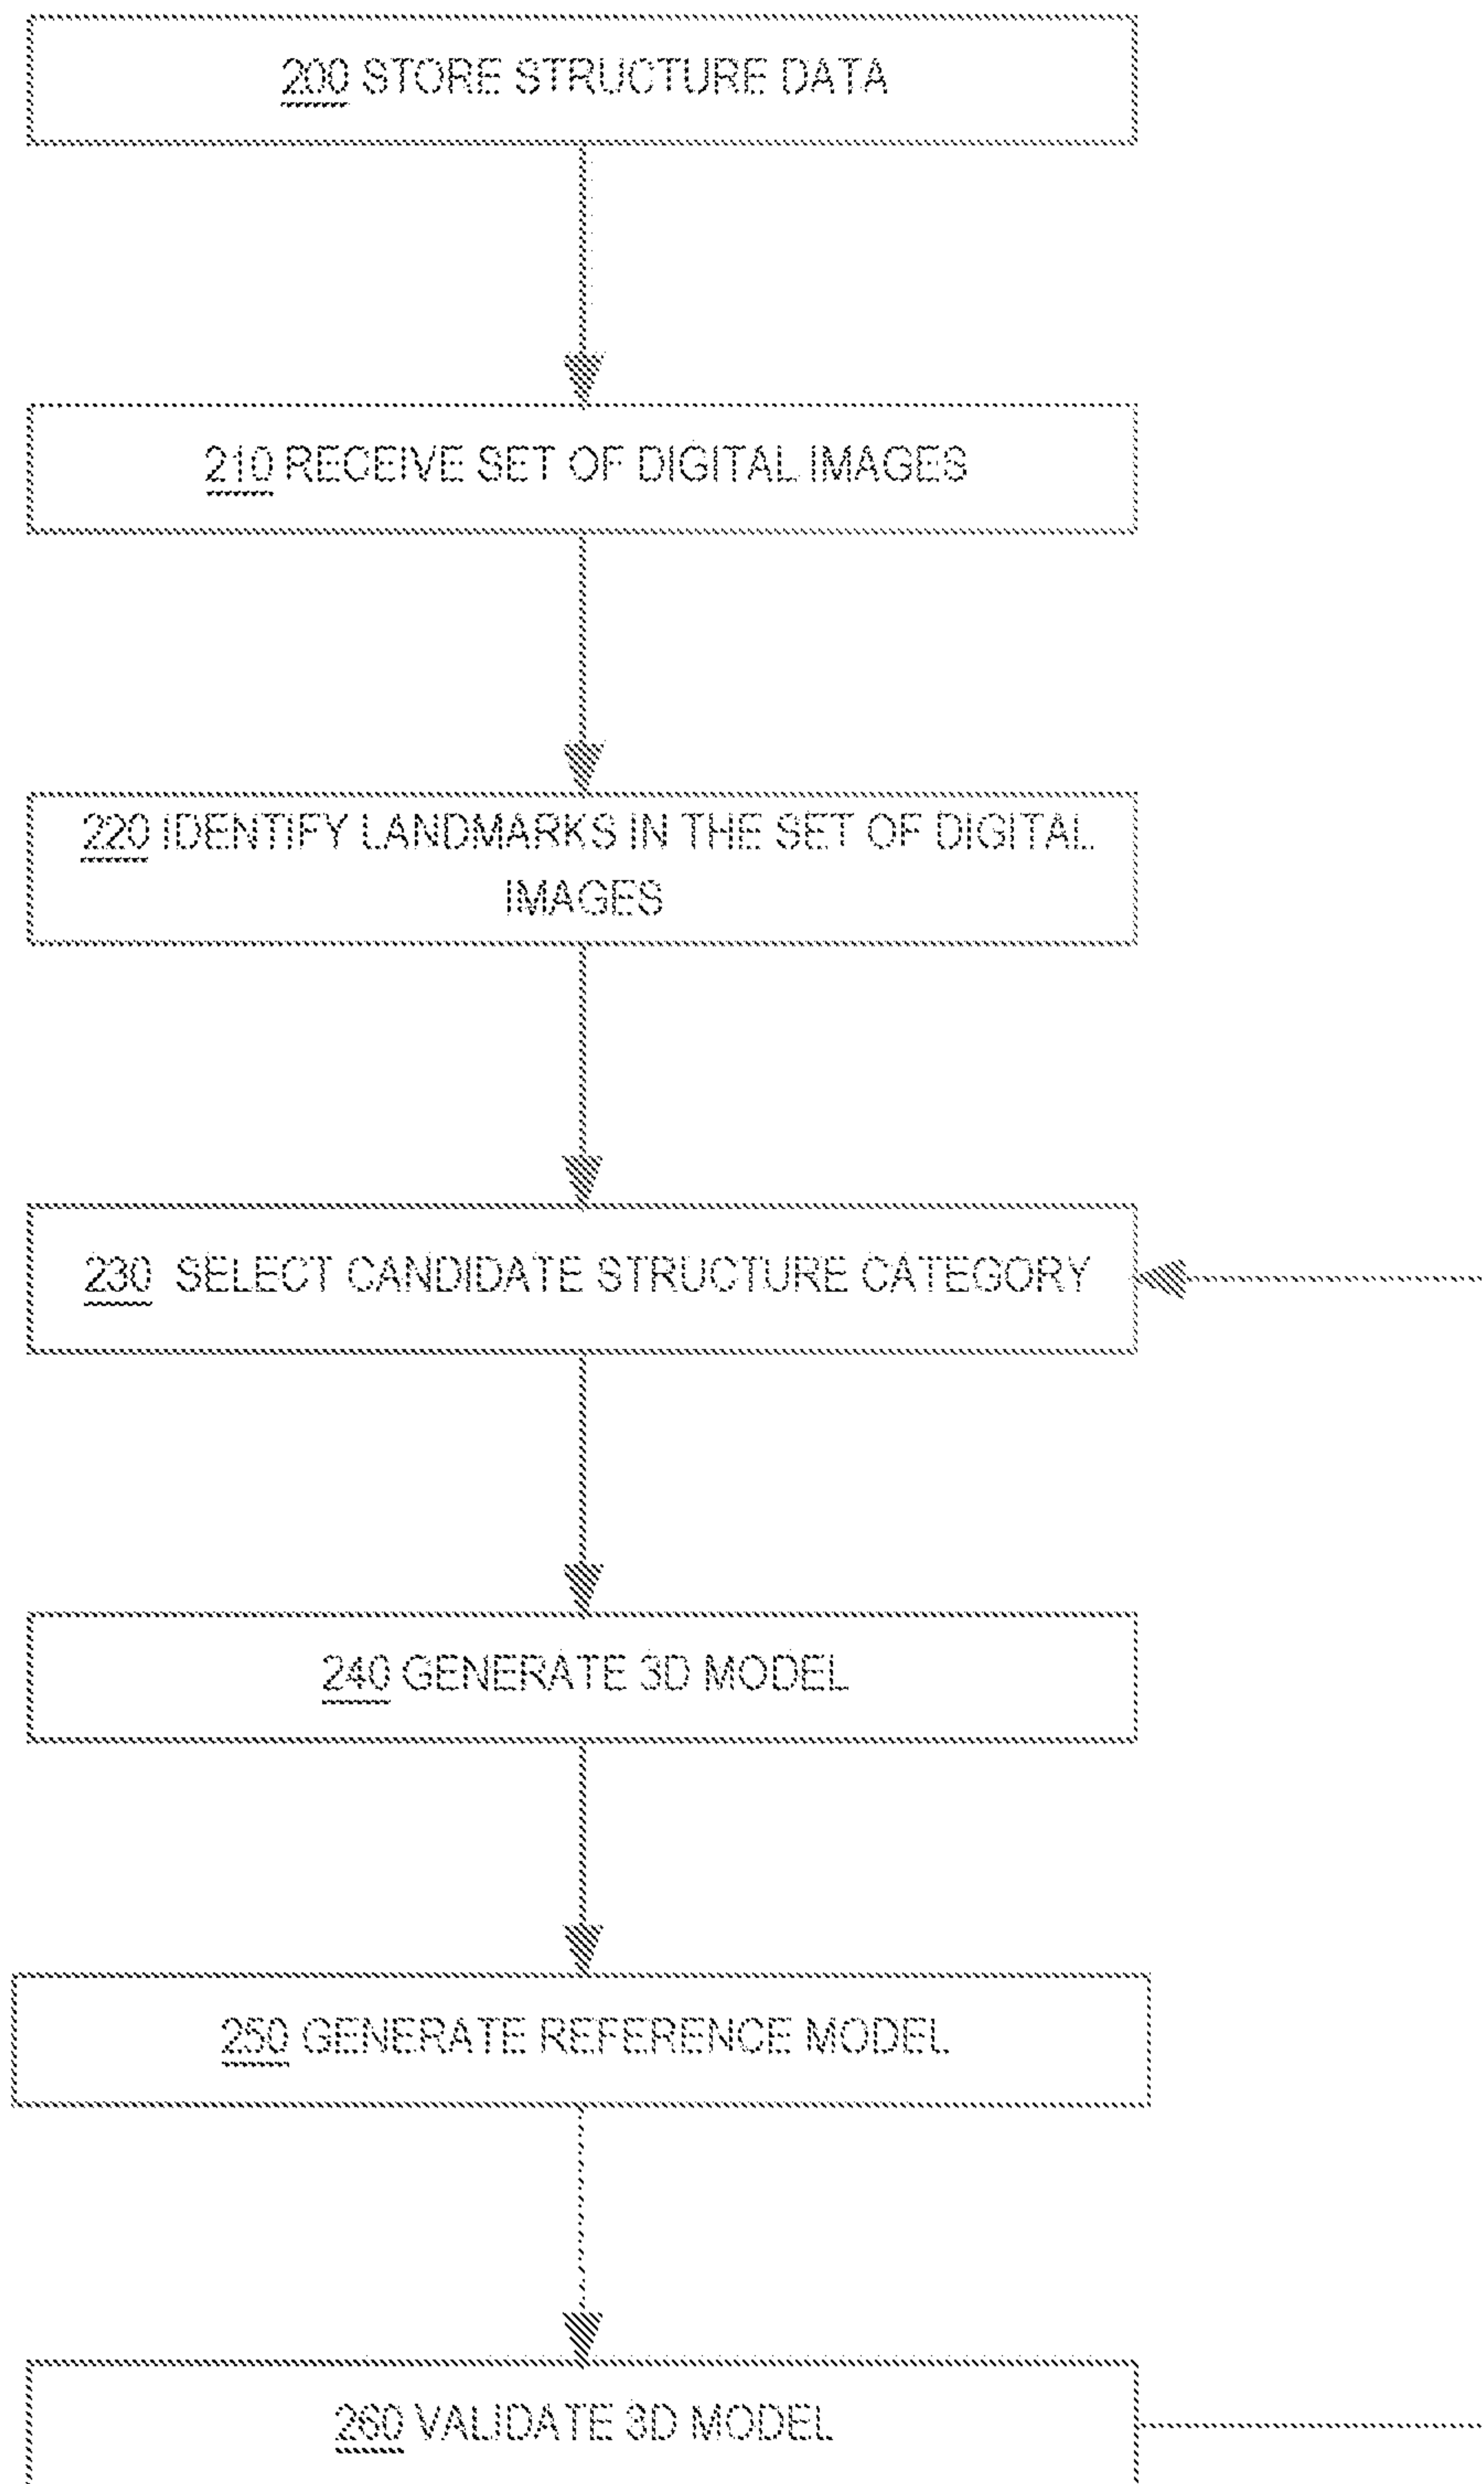 200 STORE STRUCTURE DATA
210 RECEIVE SET OF DIGITAL IMAGES
220 IDENTIFY LANDMARKS IN THE SET OF DIGITAL
IMAGES
230 SELECT CANDIDATE STRUCTURE CATEGORY
240 GENERATE 3D MODEL
250 GENERATE REFERENCE MODEL
260 VALIDATE 3D MODEL